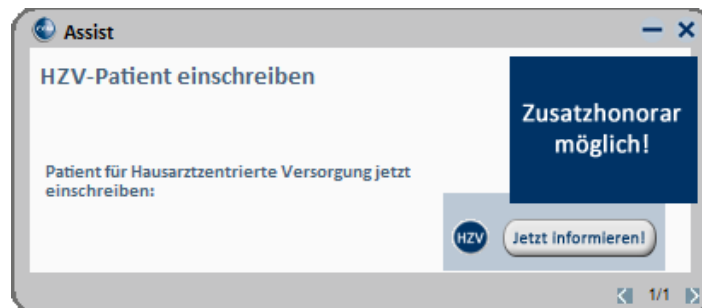 Assist
HZV-Patient einschreiben
Zusatzhonorar
möglich!
Patient für Hausarztzentrierte Versorgung jetzt
einschreiben:
HZV
Jetzt informieren!
1/1